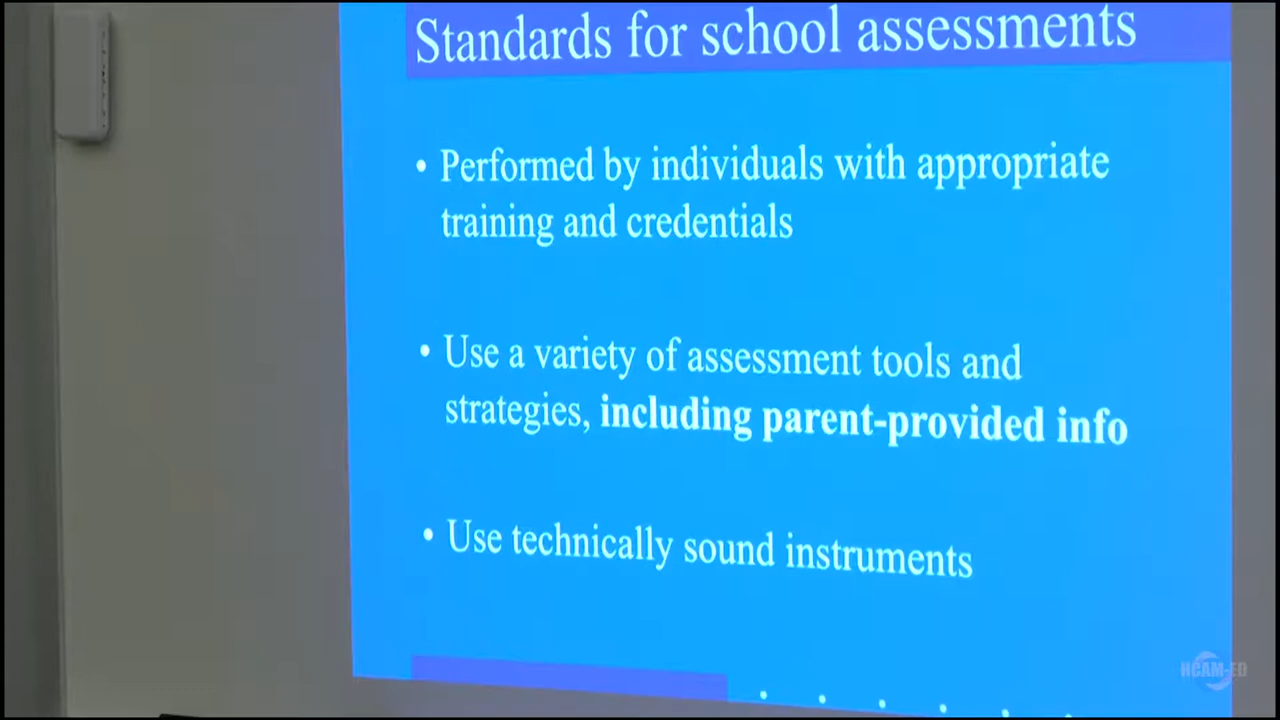 Standards for school assessments
• Performed by individuals with appropriate
training and credentials
• Use a variety of assessment tools and
strategies, including parent-provided info
• Use technically sound instruments
HCAM-ED